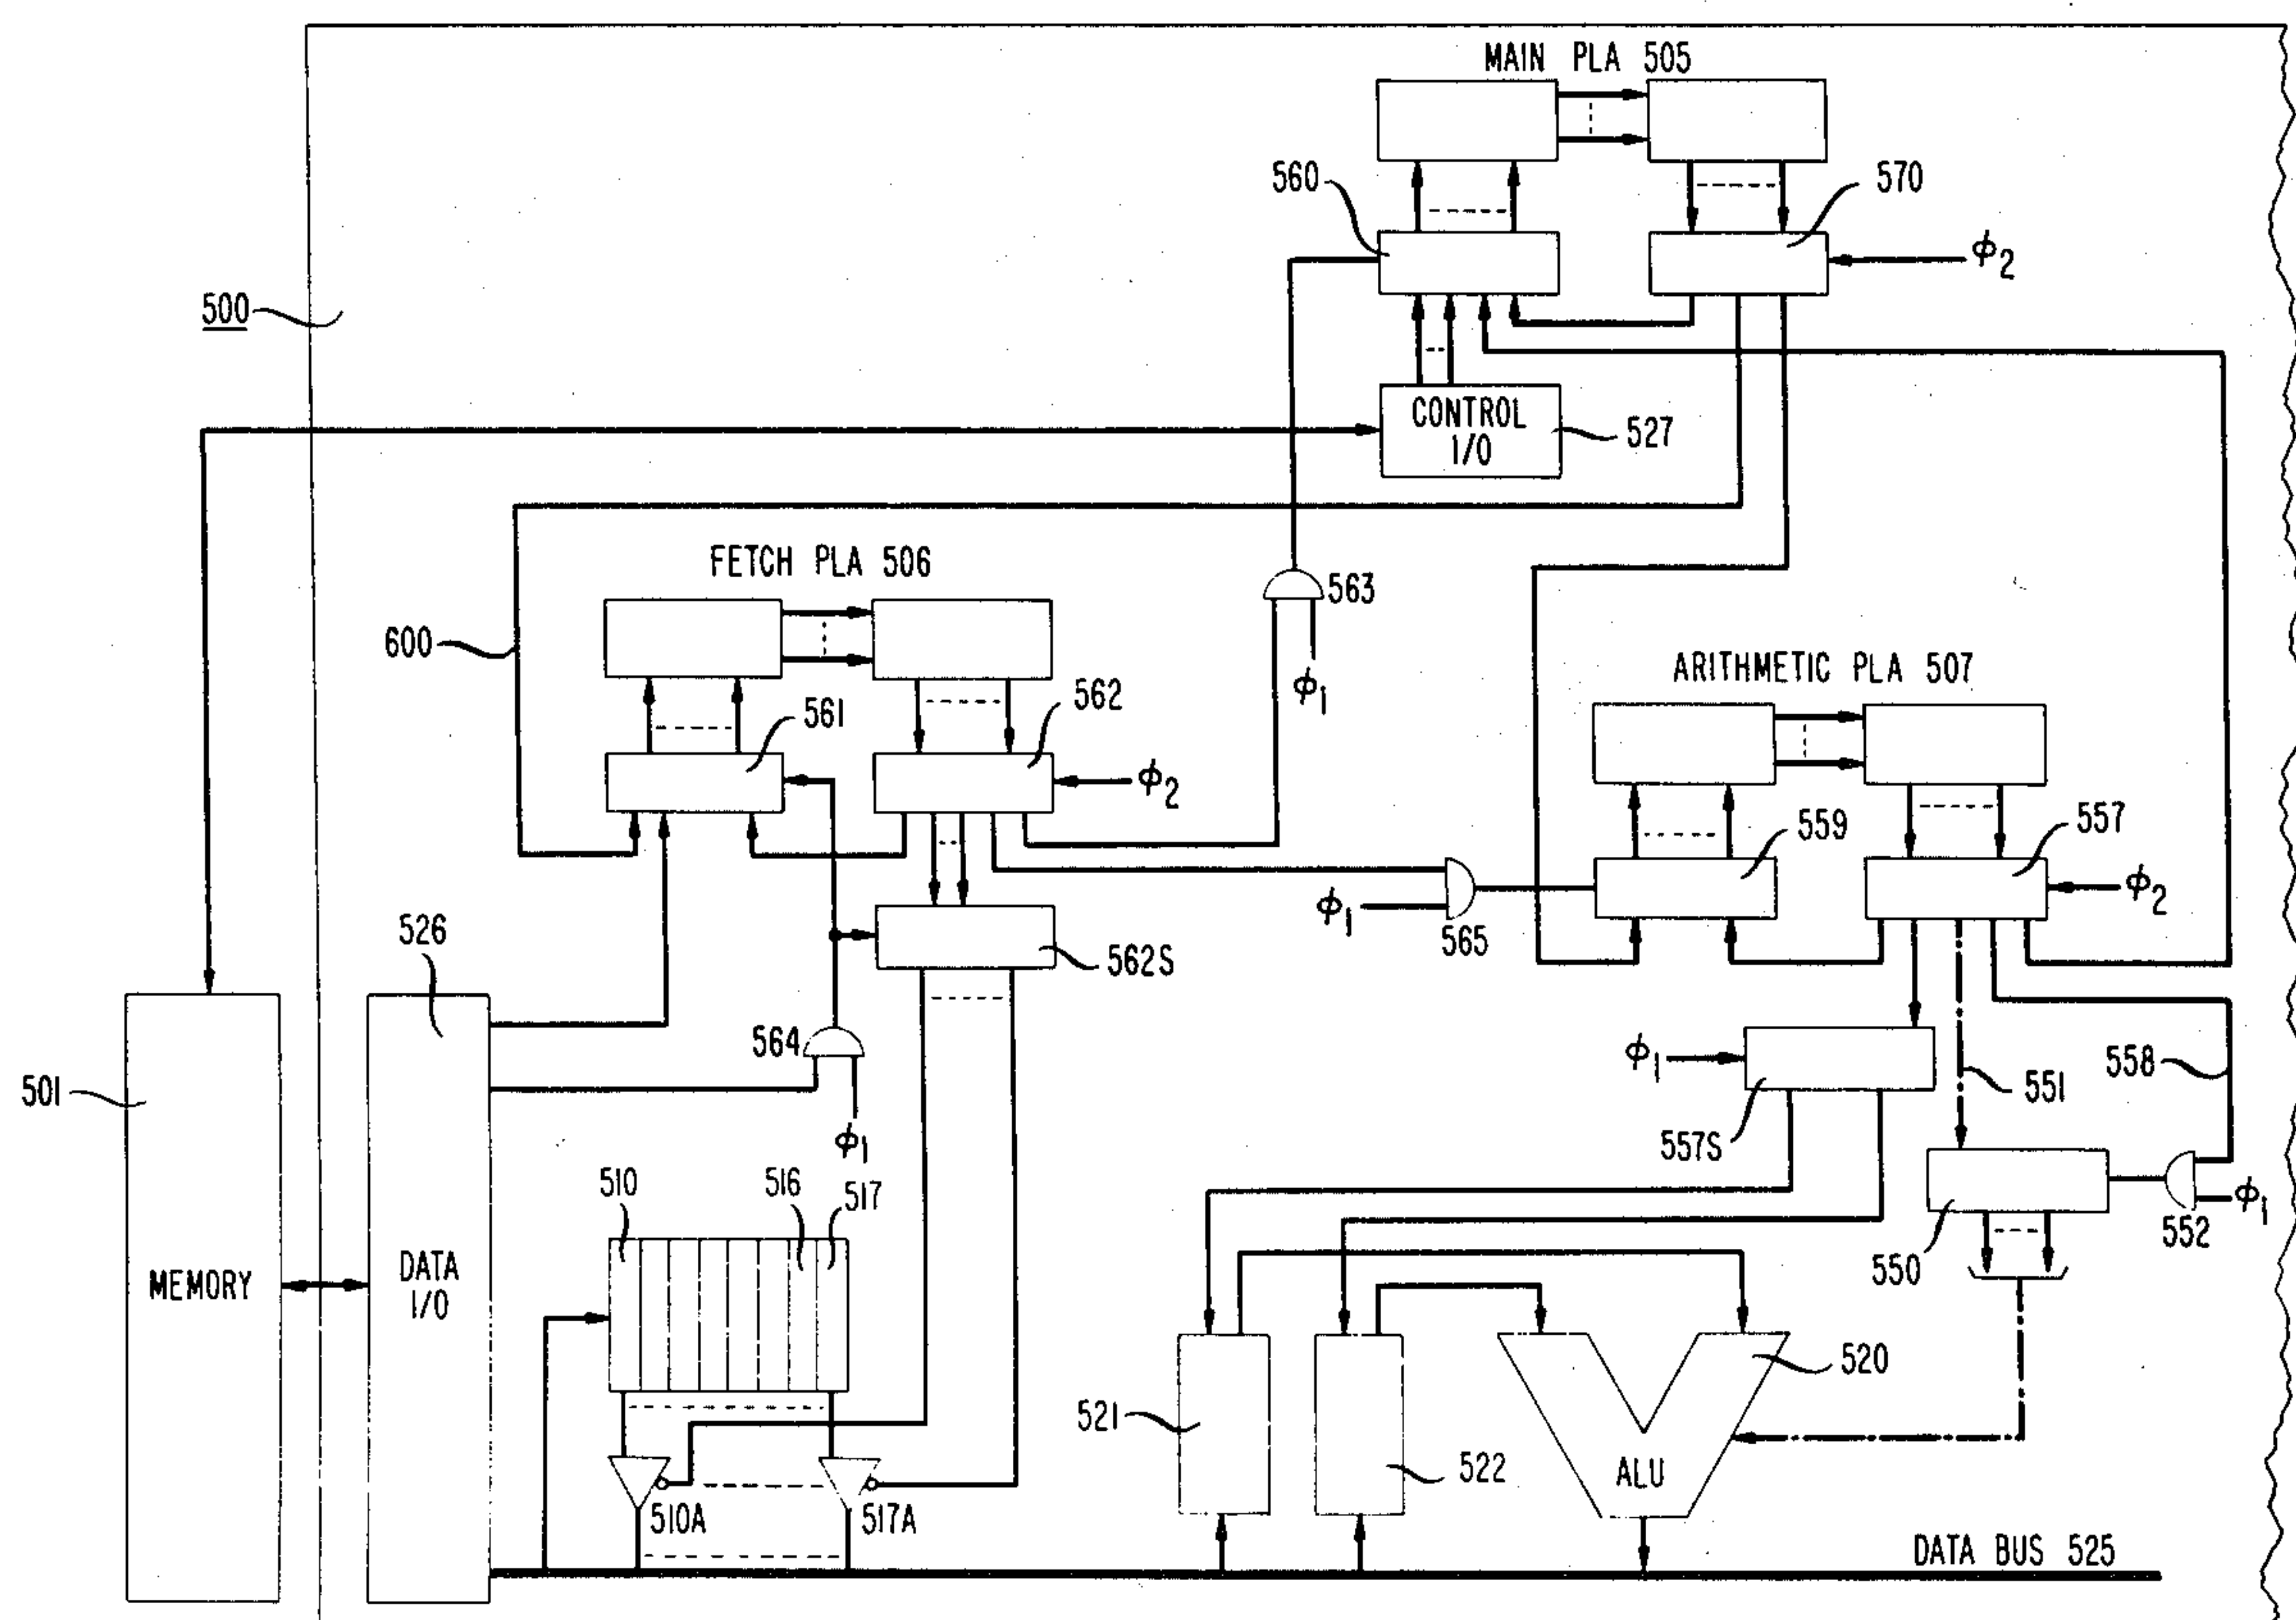 MAIN PLA 505
560
570
ϕ2
500
CONTROL
I/O
527
FETCH PLA 506
563
600
ϕ1
ARITHMETIC PLA 507
562
561
ϕ2
559
557
ϕ1
565
ϕ2
526
562S
564
501
ϕ1
558
551
ϕ1
557S
510
516
517
552
ϕ1
550
MEMORY
DATA
I/O
520
521
522
ALU
510A
517A
DATA BUS 525